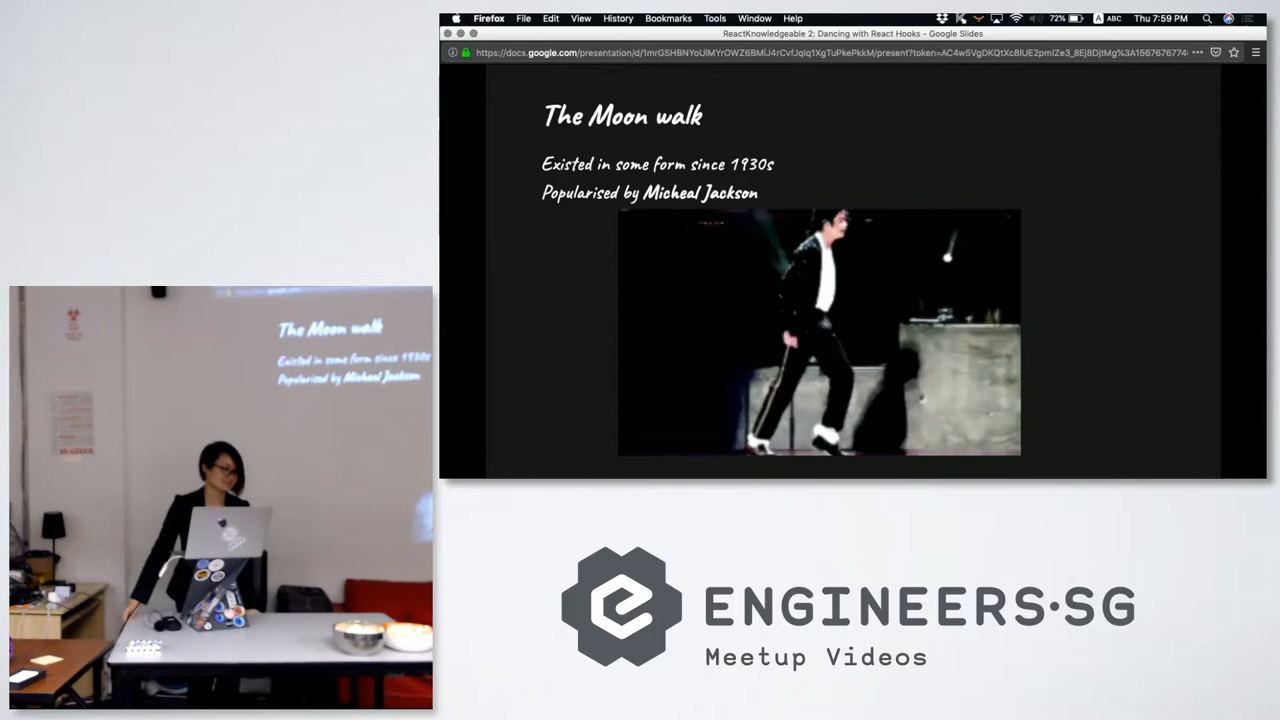 Firefox File Edit View History Bookmarks Tools Window Help 72% A ABC Thu 7:59 PM
ReactKnowledgeable 2: Dancing with React Hooks - Google Slides
The Moon walk
Existed in some form since 1930s
Popularised by Micheal Jackson
The Moon walk
Existed in some form since 1930s
Popularised by Micheal Jackson
ENGINEERS·SG
Meetup Videos